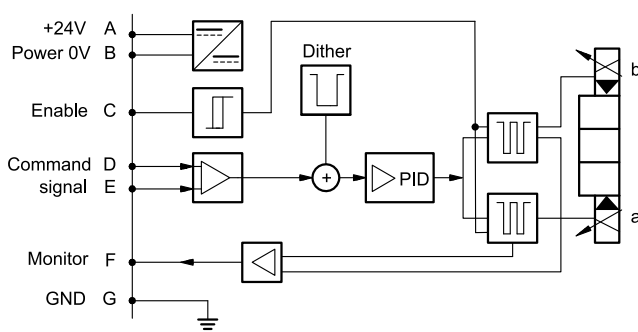 +24V A
Power 0V B
Dither
b
Enable C
Command D
signal E
+
PID
a
Monitor F
GND G